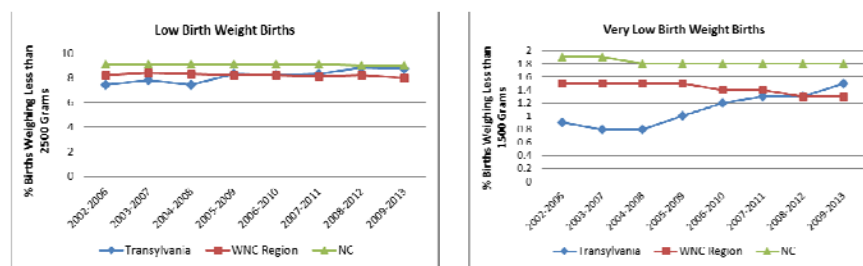 Low Birth Weight Births
% Births Weighing Less than
2500 Grams
10
8
6
4
2
0
2002-2006
2003-2007
2004-2008
2005-2009
2006-2010
2007-2011
2008-2012
2009-2013
Transylvania
WNC Region
NC
Very Low Birth Weight Births
% Births Weighing Less than
1500 Grams
2
1.8
1.6
1.4
1.2
1
0.8
0.6
0.4
0.2
0
2002-2006
2003-2007
2004-2008
2005-2009
2006-2010
2007-2011
2008-2012
2009-2013
Transylvania
WNC Region
NC